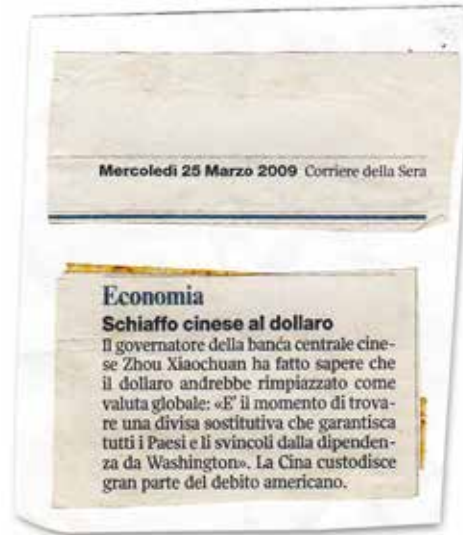 Mercoledì 25 Marzo 2009 Corriere della Sera
Economia
Schiaffo cinese al dollaro
Il governatore della banca centrale cine-
se Zhou Xiaochuan ha fatto sapere che
il dollaro andrebbe rimpiazzato come
valuta globale: «E' il momento di trova-
re una divisa sostitutiva che garantisca
tutti i Paesi e li svincoli dalla dipenden-
za da Washington». La Cina custodisce
gran parte del debito americano.